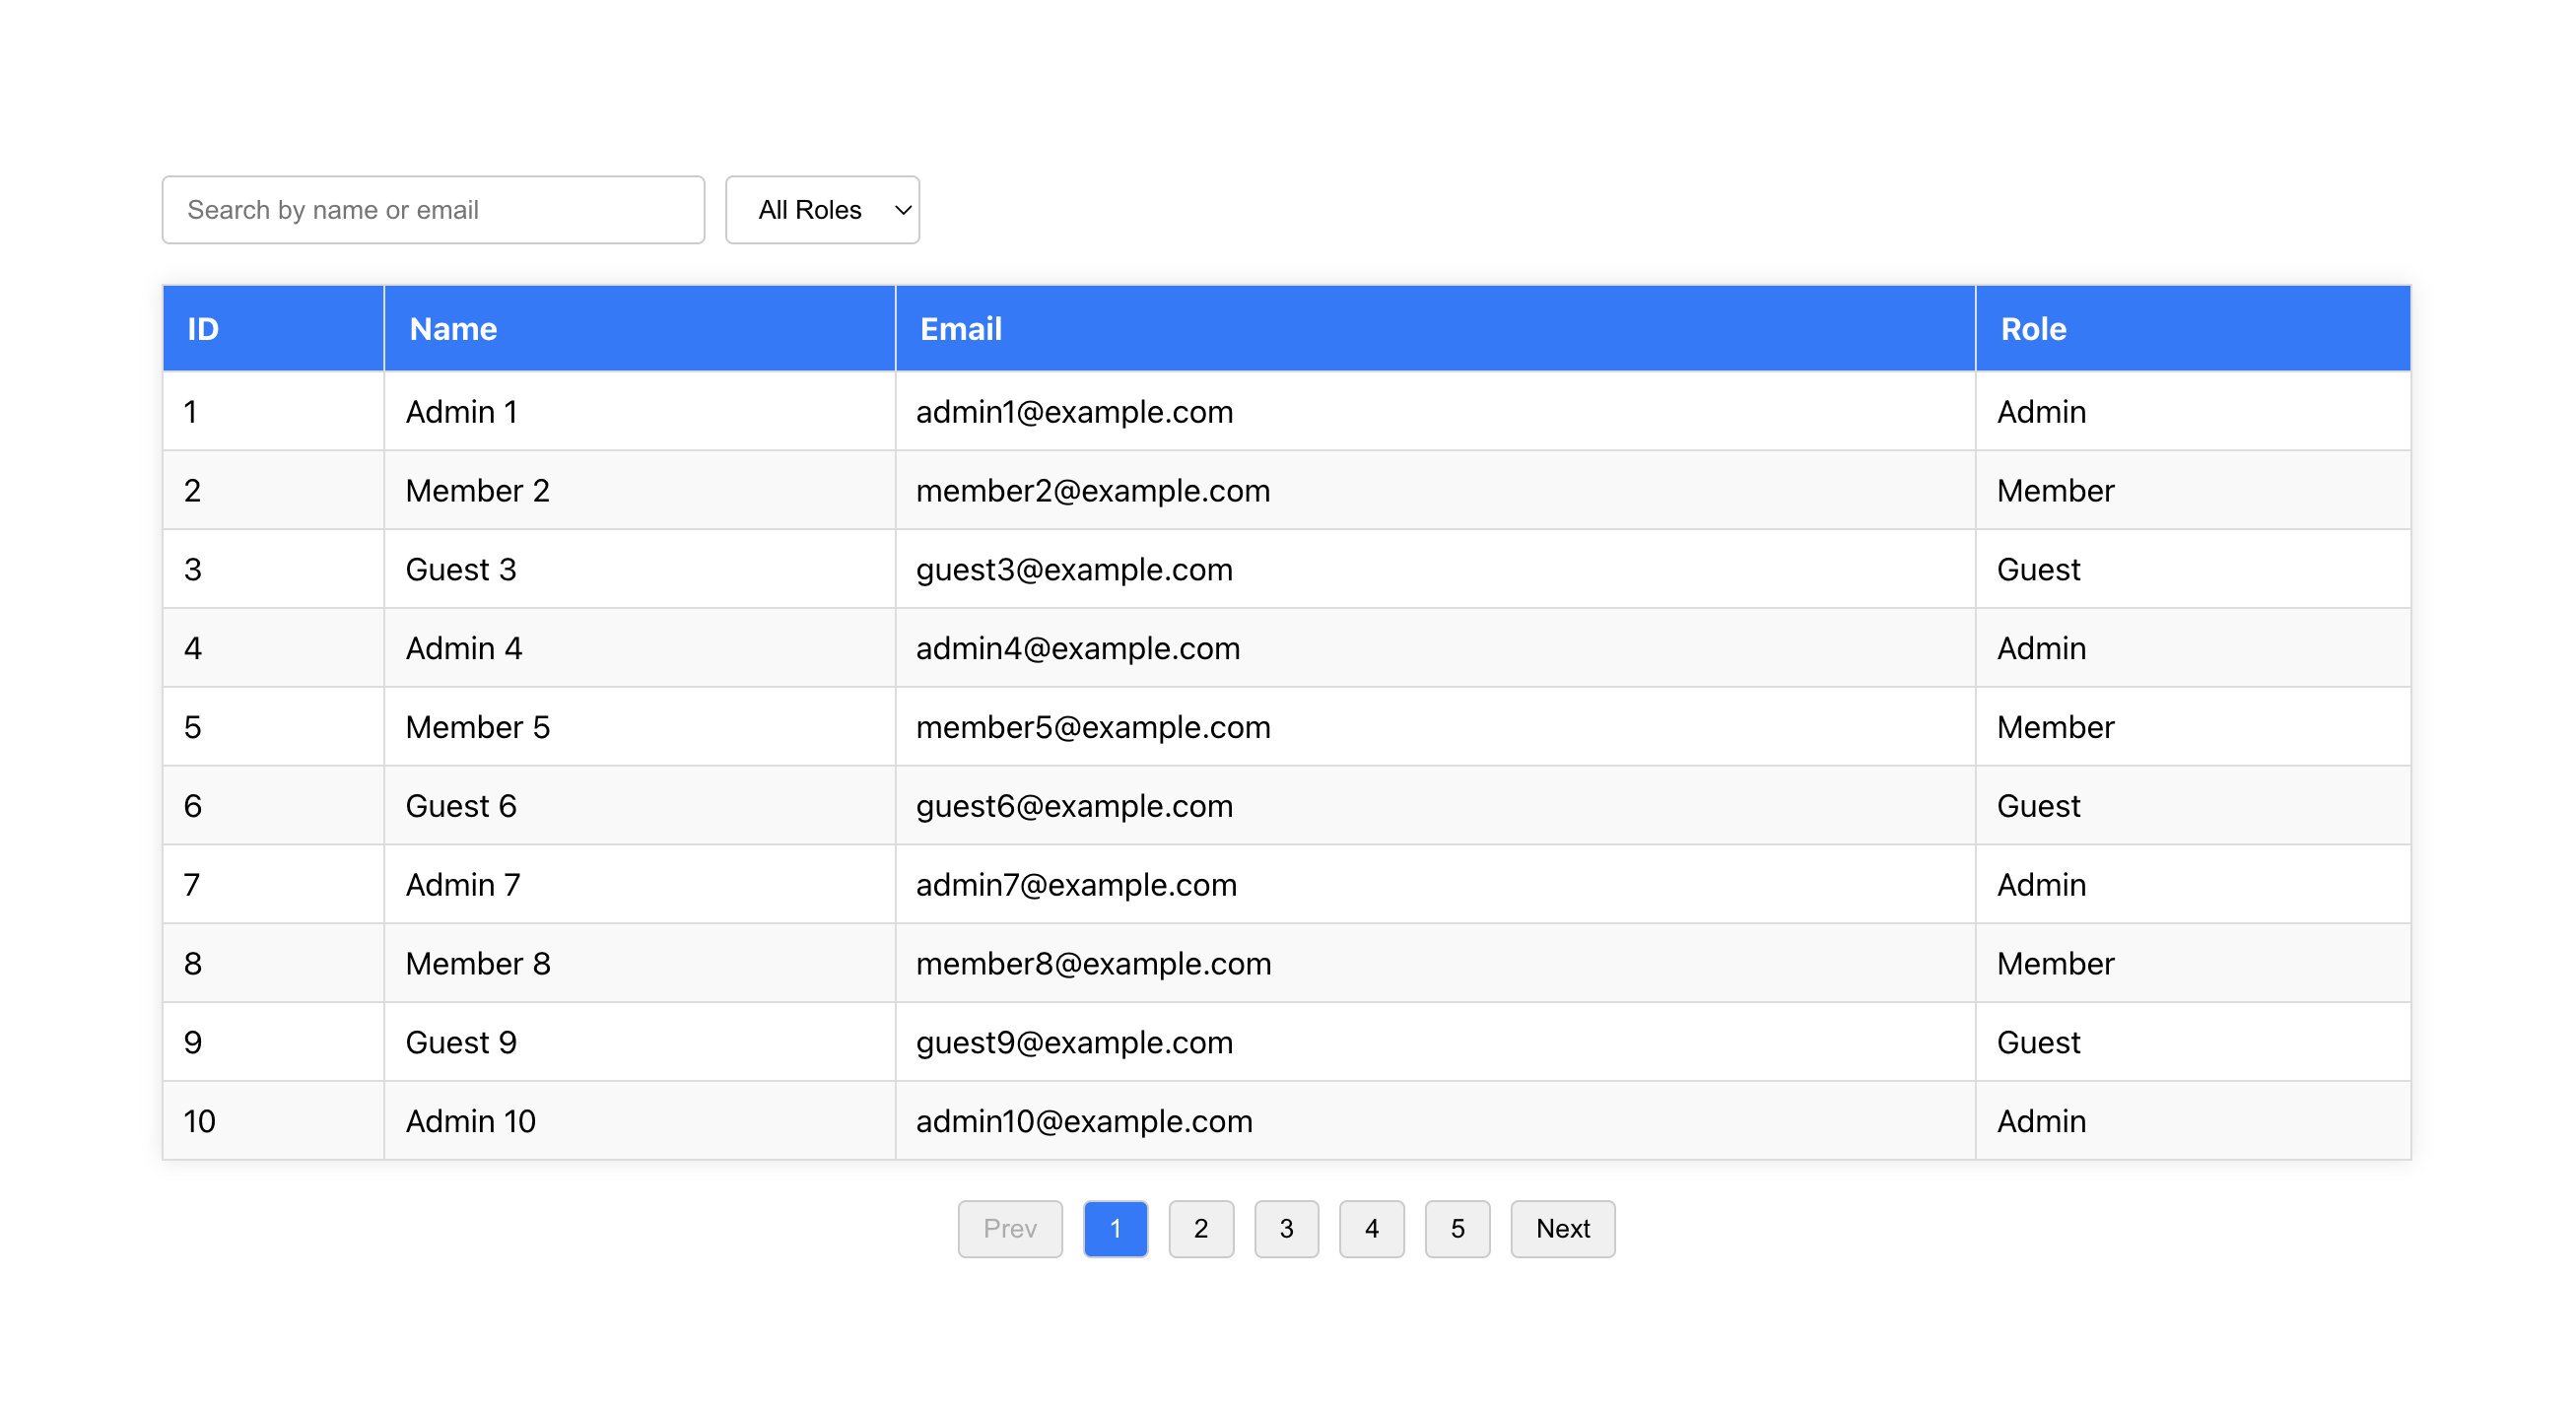 Search by name or email All Roles
ID Name Email Role
1 Admin 1 admin1@example.com Admin
2 Member 2 member2@example.com Member
3 Guest 3 guest3@example.com Guest
4 Admin 4 admin4@example.com Admin
5 Member 5 member5@example.com Member
6 Guest 6 guest6@example.com Guest
7 Admin 7 admin7@example.com Admin
8 Member 8 member8@example.com Member
9 Guest 9 guest9@example.com Guest
10 Admin 10 admin10@example.com Admin
Prev 1 2 3 4 5 Next